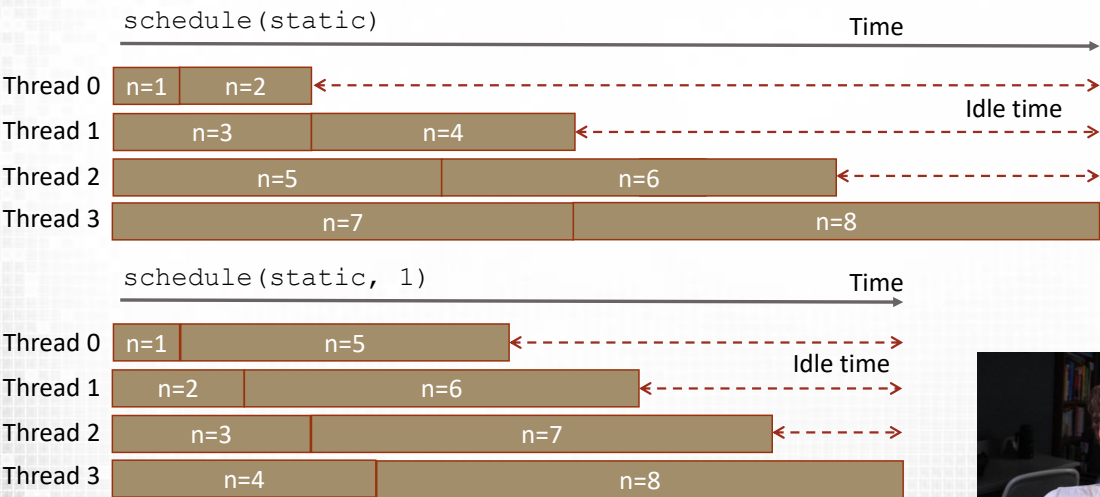 schedule(static)
Time
Thread 0 n=1 n=2
Idle time
Thread 1 n=3 n=4
Thread 2 n=5 n=6
Thread 3 n=7 n=8
schedule(static, 1)
Time
Thread 0 n=1 n=5
Idle time
Thread 1 n=2 n=6
Thread 2 n=3 n=7
Thread 3 n=4 n=8